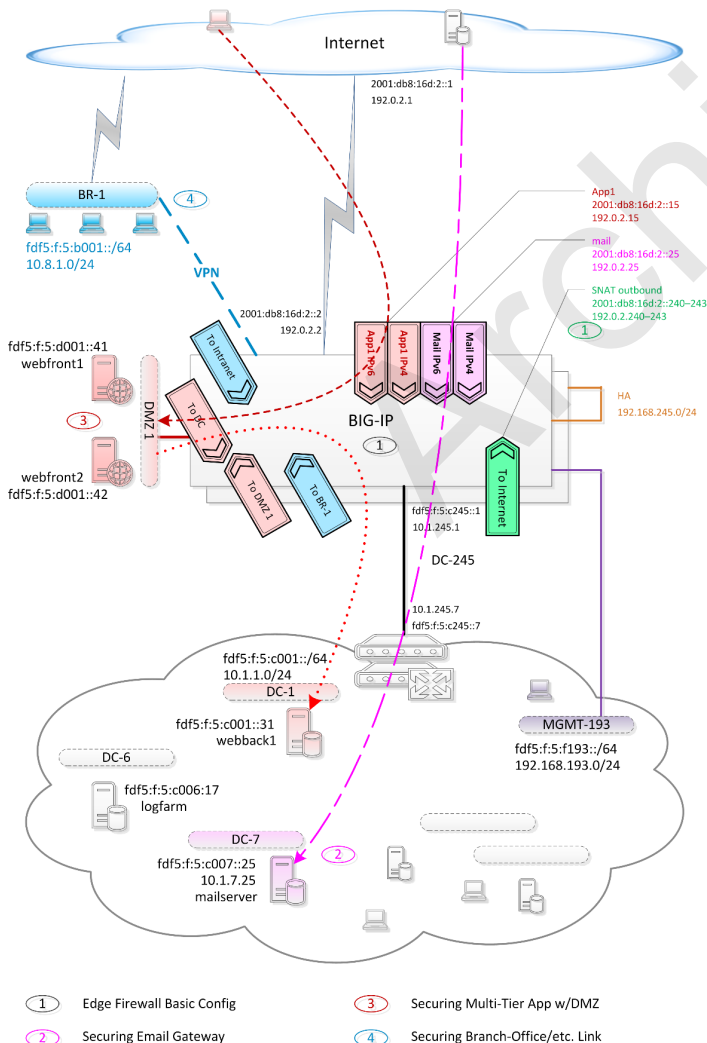 Internet
2001:db8:16d:2::1
192.0.2.1
BR-1
4
fdf5:f:5:b001::/64
10.8.1.0/24
VPN
App1
2001:db8:16d:2::15
192.0.2.15
mail
2001:db8:16d:2::25
192.0.2.25
SNAT outbound
2001:db8:16d:2::240–243
192.0.2.240–243
1
2001:db8:16d:2::2
192.0.2.2
To Intranet
App1 IPv6
App1 IPv4
Mail IPv6
Mail IPv4
fdf5:f:5:d001::41
webfront1
DMZ 1
3
webfront2
fdf5:f:5:d001::42
To DC
To DMZ 1
To BR-1
BIG-IP
1
To Internet
HA
192.168.245.0/24
fdf5:f:5:c245::1
10.1.245.1
DC-245
10.1.245.7
fdf5:f:5:c245::7
fdf5:f:5:c001::/64
10.1.1.0/24
DC-1
fdf5:f:5:c001::31
webback1
MGMT-193
fdf5:f:5:f193::/64
192.168.193.0/24
DC-6
fdf5:f:5:c006:17
logfarm
DC-7
fdf5:f:5:c007::25
10.1.7.25
mailserver
2
1 Edge Firewall Basic Config
3 Securing Multi-Tier App w/DMZ
2 Securing Email Gateway
4 Securing Branch-Office/etc. Link
Archi